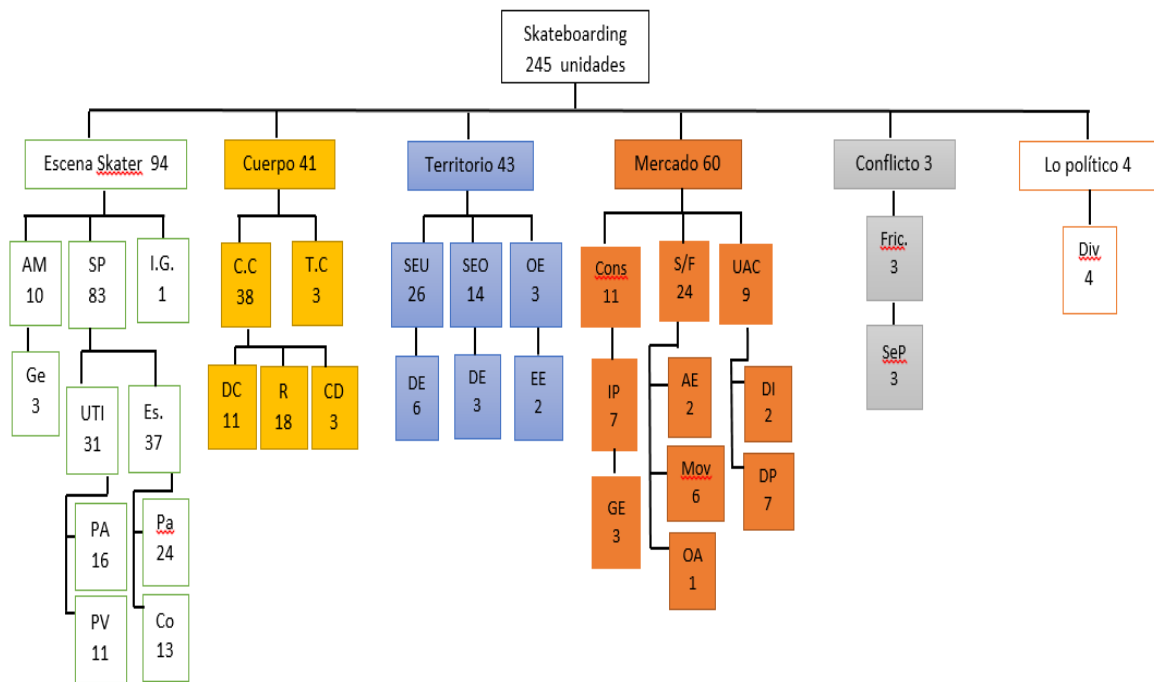 Skateboarding
245 unidades
Escena Skater 94
Cuerpo 41
Territorio 43
Mercado 60
Conflicto 3
Lo político 4
AM
10
SP
83
I.G.
1
Ge
3
UTI
31
Es.
37
PA
16
PV
11
Pa
24
Co
13
C.C
38
T.C
3
DC
11
R
18
CD
3
SEU
26
SEO
14
OE
3
DE
6
DE
3
EE
2
Cons
11
S/F
24
UAC
9
IP
7
GE
3
AE
2
Mov
6
OA
1
DI
2
DP
7
Fric.
3
SeP
3
Div
4